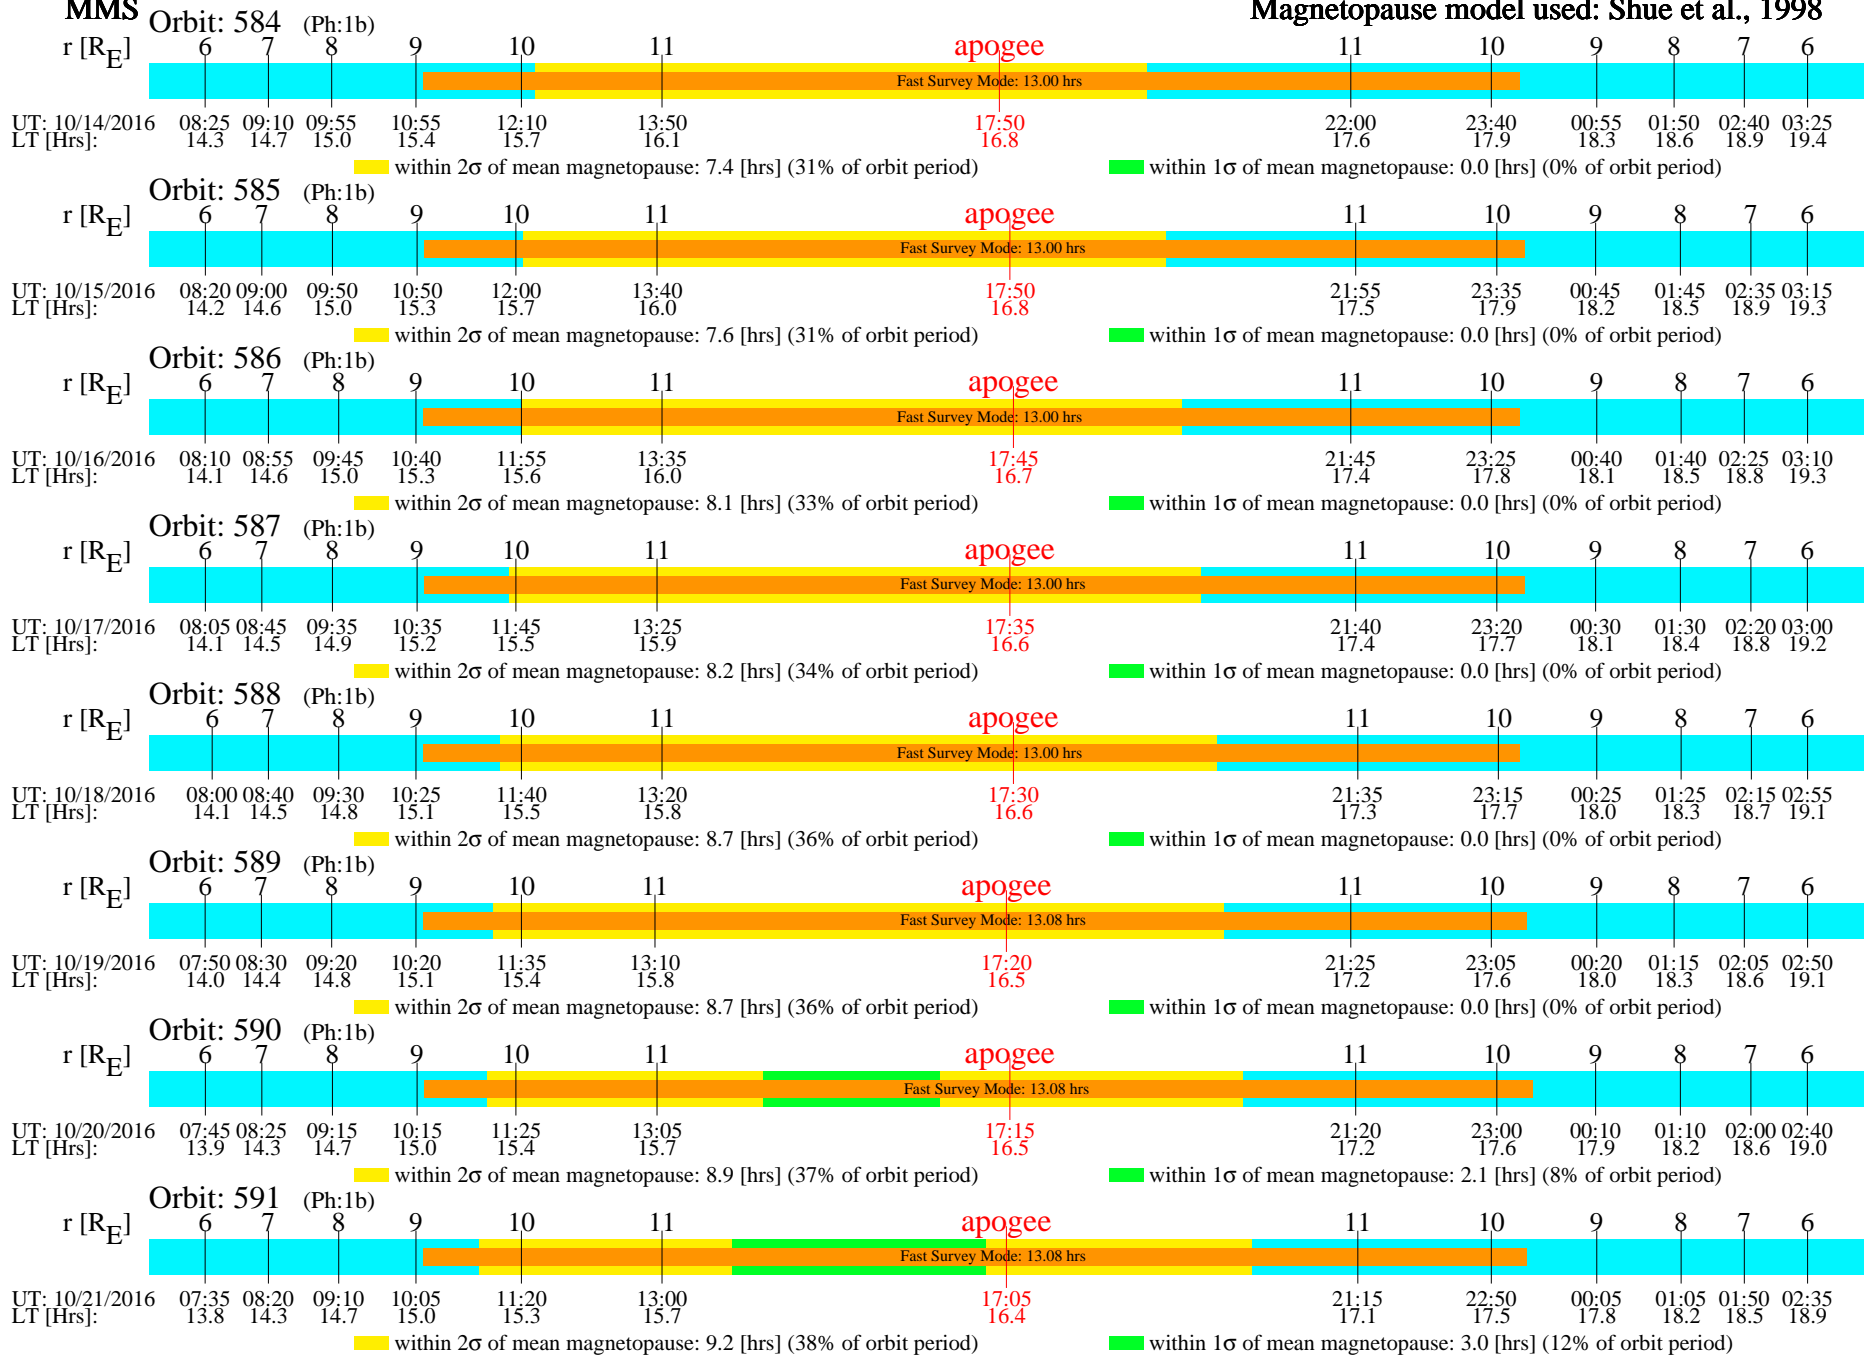 MMS Magnetopause model used: Shue et al., 1998
Orbit: 584 (Ph:1b)
r [RE] 6 7 8 9 10 11 apogee 11 10 9 8 7 6
Fast Survey Mode: 13.00 hrs
UT: 10/14/2016 08:25 09:10 09:55 10:55 12:10 13:50 17:50 22:00 23:40 00:55 01:50 02:40 03:25
LT [Hrs]: 14.3 14.7 15.0 15.4 15.7 16.1 16.8 17.6 17.9 18.3 18.6 18.9 19.4
within 2σ of mean magnetopause: 7.4 [hrs] (31% of orbit period) within 1σ of mean magnetopause: 0.0 [hrs] (0% of orbit period)
Orbit: 585 (Ph:1b)
r [RE] 6 7 8 9 10 11 apogee 11 10 9 8 7 6
Fast Survey Mode: 13.00 hrs
UT: 10/15/2016 08:20 09:00 09:50 10:50 12:00 13:40 17:50 21:55 23:35 00:45 01:45 02:35 03:15
LT [Hrs]: 14.2 14.6 15.0 15.3 15.7 16.0 16.8 17.5 17.9 18.2 18.5 18.9 19.3
within 2σ of mean magnetopause: 7.6 [hrs] (31% of orbit period) within 1σ of mean magnetopause: 0.0 [hrs] (0% of orbit period)
Orbit: 586 (Ph:1b)
r [RE] 6 7 8 9 10 11 apogee 11 10 9 8 7 6
Fast Survey Mode: 13.00 hrs
UT: 10/16/2016 08:10 08:55 09:45 10:40 11:55 13:35 17:45 21:45 23:25 00:40 01:40 02:25 03:10
LT [Hrs]: 14.1 14.6 15.0 15.3 15.6 16.0 16.7 17.4 17.8 18.1 18.5 18.8 19.3
within 2σ of mean magnetopause: 8.1 [hrs] (33% of orbit period) within 1σ of mean magnetopause: 0.0 [hrs] (0% of orbit period)
Orbit: 587 (Ph:1b)
r [RE] 6 7 8 9 10 11 apogee 11 10 9 8 7 6
Fast Survey Mode: 13.00 hrs
UT: 10/17/2016 08:05 08:45 09:35 10:35 11:45 13:25 17:35 21:40 23:20 00:30 01:30 02:20 03:00
LT [Hrs]: 14.1 14.5 14.9 15.2 15.5 15.9 16.6 17.4 17.7 18.1 18.4 18.8 19.2
within 2σ of mean magnetopause: 8.2 [hrs] (34% of orbit period) within 1σ of mean magnetopause: 0.0 [hrs] (0% of orbit period)
Orbit: 588 (Ph:1b)
r [RE] 6 7 8 9 10 11 apogee 11 10 9 8 7 6
Fast Survey Mode: 13.00 hrs
UT: 10/18/2016 08:00 08:40 09:30 10:25 11:40 13:20 17:30 21:35 23:15 00:25 01:25 02:15 02:55
LT [Hrs]: 14.1 14.5 14.8 15.1 15.5 15.8 16.6 17.3 17.7 18.0 18.3 18.7 19.1
within 2σ of mean magnetopause: 8.7 [hrs] (36% of orbit period) within 1σ of mean magnetopause: 0.0 [hrs] (0% of orbit period)
Orbit: 589 (Ph:1b)
r [RE] 6 7 8 9 10 11 apogee 11 10 9 8 7 6
Fast Survey Mode: 13.08 hrs
UT: 10/19/2016 07:50 08:30 09:20 10:20 11:35 13:10 17:20 21:25 23:05 00:20 01:15 02:05 02:50
LT [Hrs]: 14.0 14.4 14.8 15.1 15.4 15.8 16.5 17.2 17.6 18.0 18.3 18.6 19.1
within 2σ of mean magnetopause: 8.7 [hrs] (36% of orbit period) within 1σ of mean magnetopause: 0.0 [hrs] (0% of orbit period)
Orbit: 590 (Ph:1b)
r [RE] 6 7 8 9 10 11 apogee 11 10 9 8 7 6
Fast Survey Mode: 13.08 hrs
UT: 10/20/2016 07:45 08:25 09:15 10:15 11:25 13:05 17:15 21:20 23:00 00:10 01:10 02:00 02:40
LT [Hrs]: 13.9 14.3 14.7 15.0 15.4 15.7 16.5 17.2 17.6 17.9 18.2 18.6 19.0
within 2σ of mean magnetopause: 8.9 [hrs] (37% of orbit period) within 1σ of mean magnetopause: 2.1 [hrs] (8% of orbit period)
Orbit: 591 (Ph:1b)
r [RE] 6 7 8 9 10 11 apogee 11 10 9 8 7 6
Fast Survey Mode: 13.08 hrs
UT: 10/21/2016 07:35 08:20 09:10 10:05 11:20 13:00 17:05 21:15 22:50 00:05 01:05 01:50 02:35
LT [Hrs]: 13.8 14.3 14.7 15.0 15.3 15.7 16.4 17.1 17.5 17.8 18.2 18.5 18.9
within 2σ of mean magnetopause: 9.2 [hrs] (38% of orbit period) within 1σ of mean magnetopause: 3.0 [hrs] (12% of orbit period)